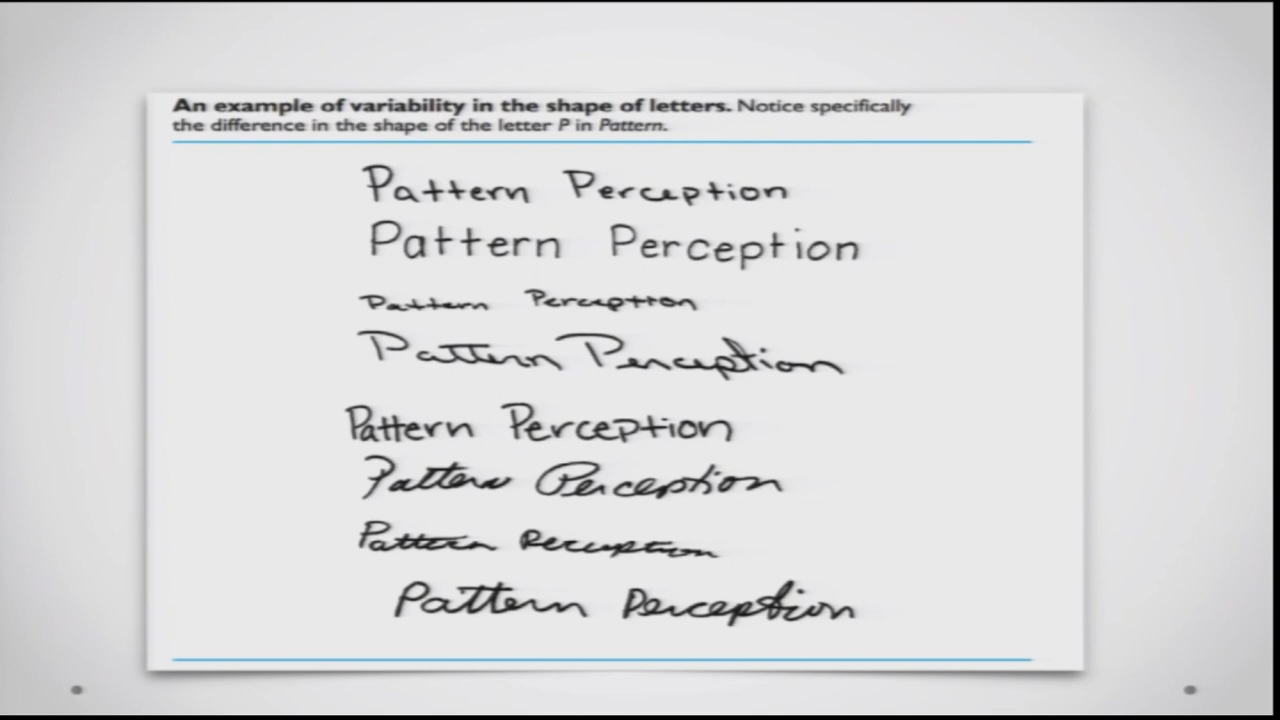 An example of variability in the shape of letters. Notice specifically
the difference in the shape of the letter P in Pattern.
Pattern Perception
Pattern Perception
Pattern Perception
Pattern Perception
Pattern Perception
Pattern Perception
Pattern Perception
Pattern Perception